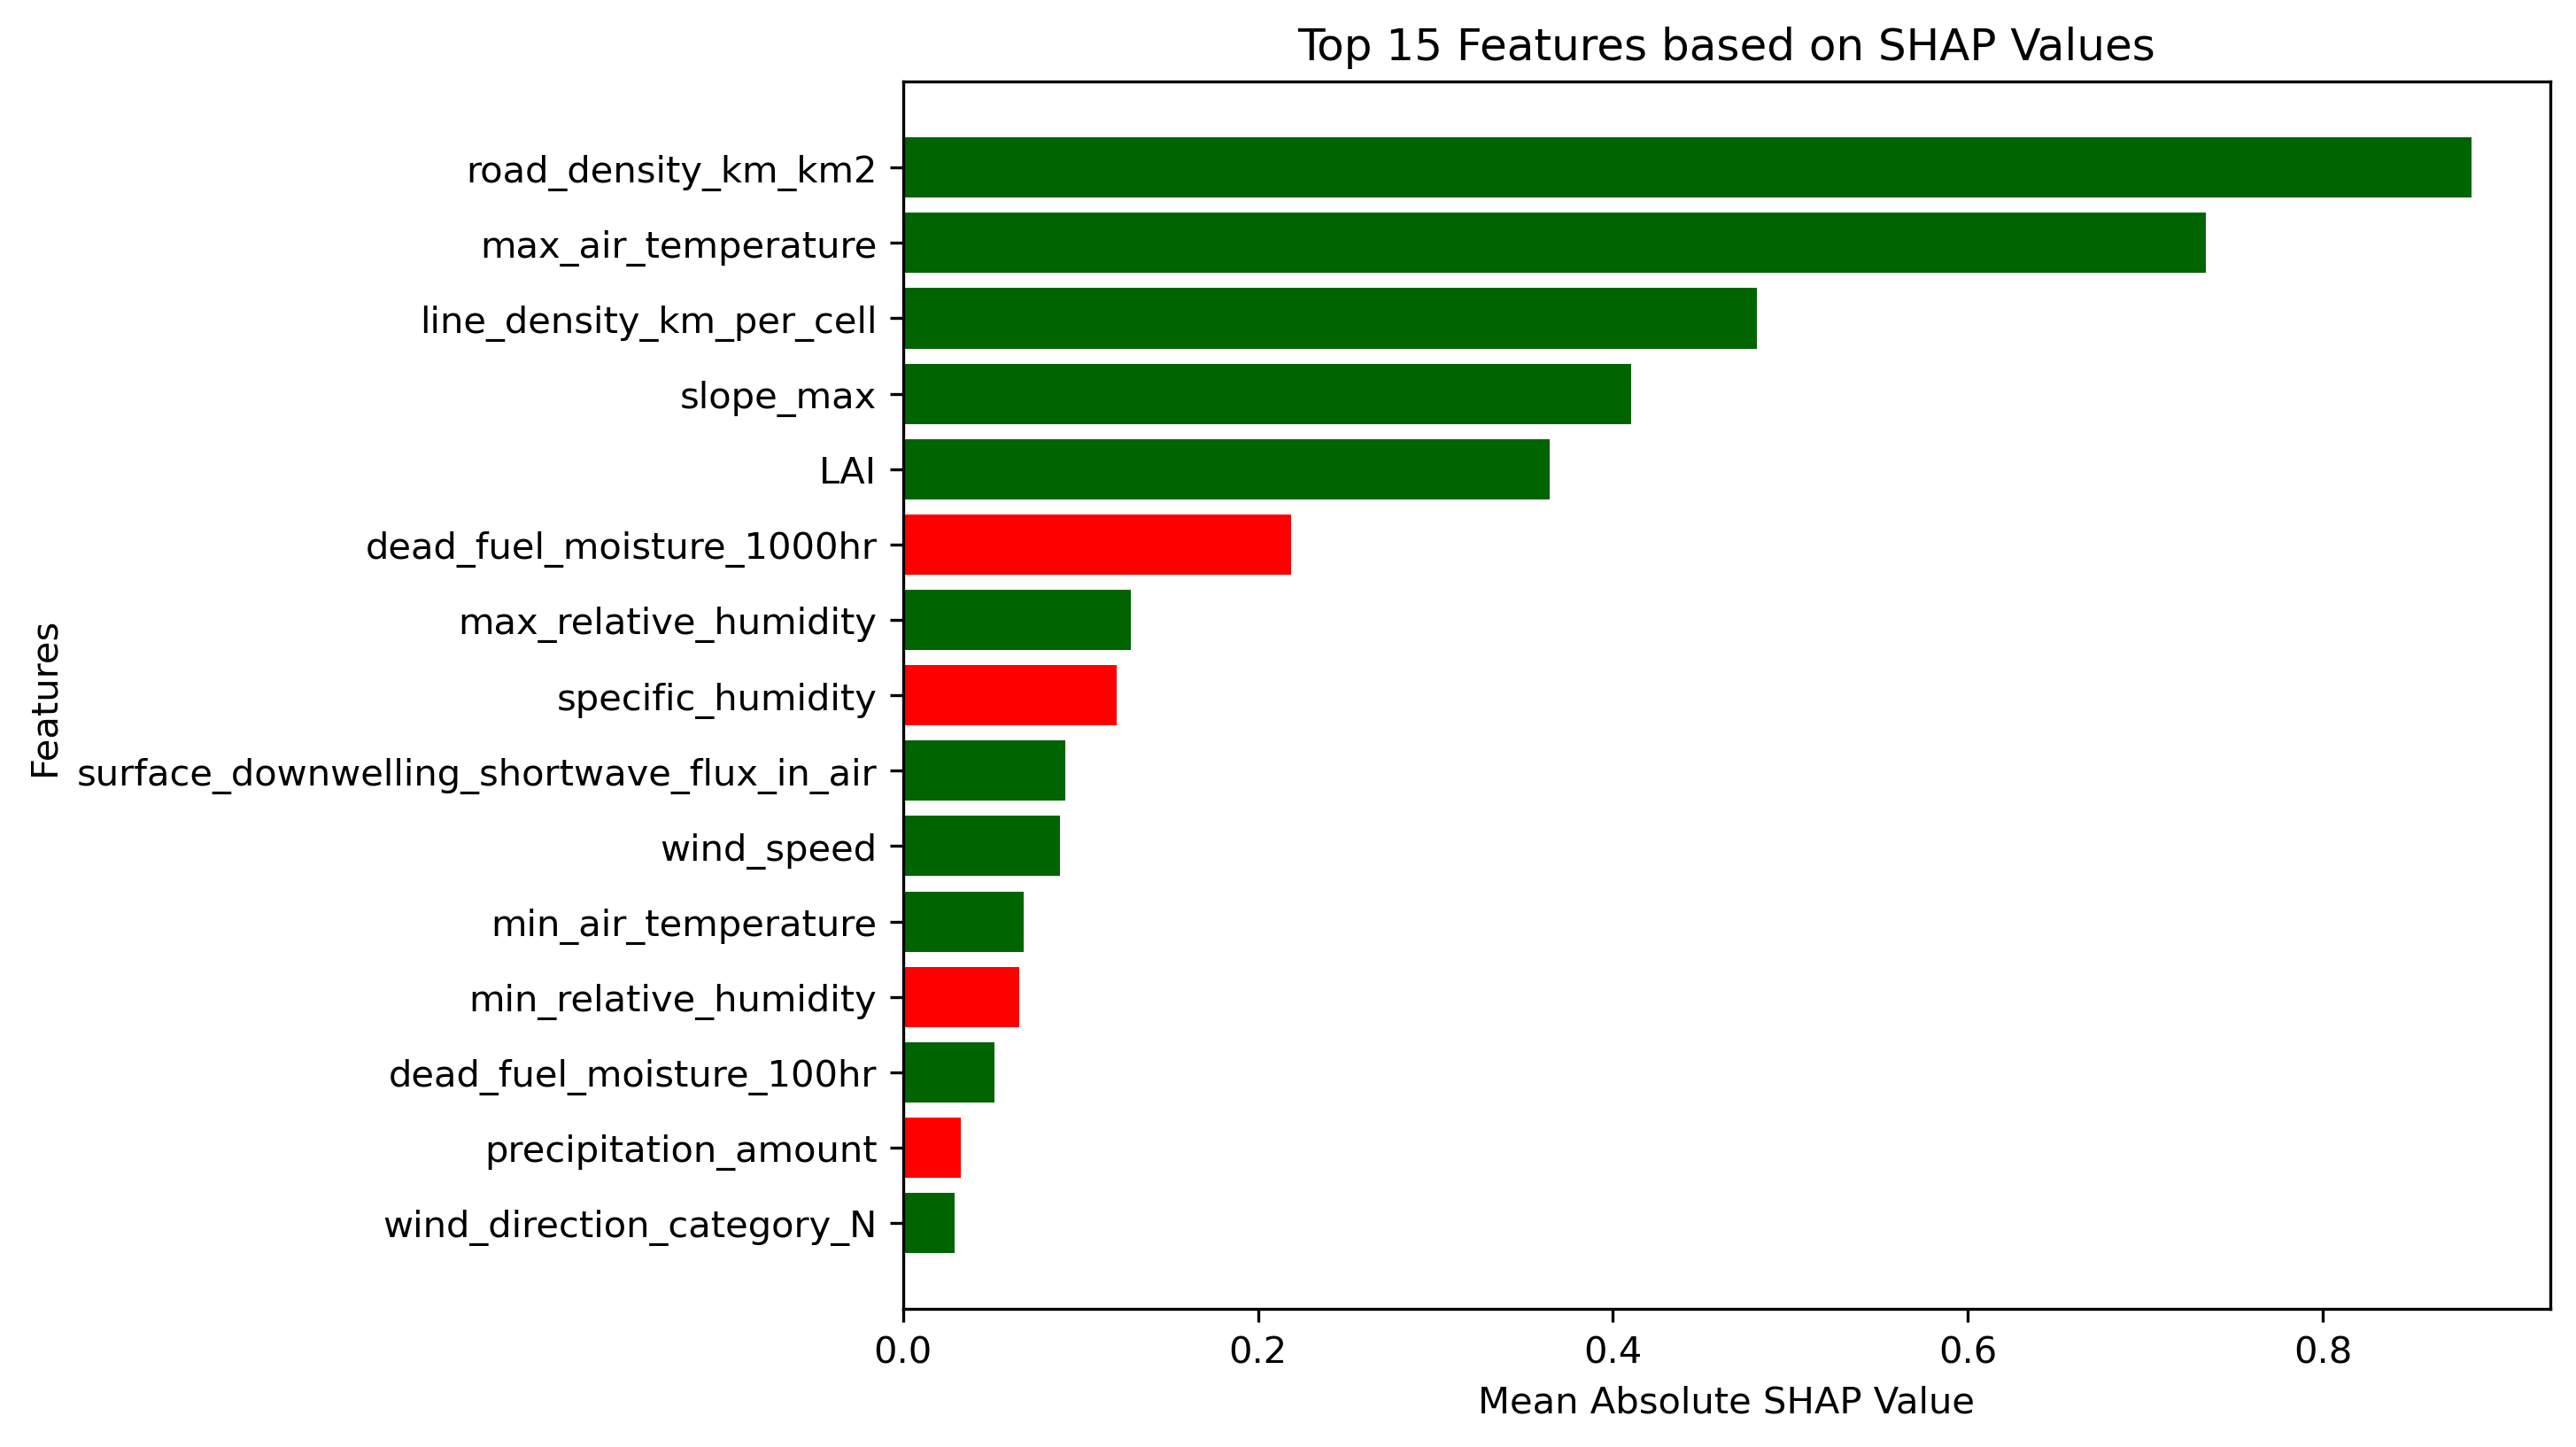 Top 15 Features based on SHAP Values
Features
road_density_km_km2
max_air_temperature
line_density_km_per_cell
slope_max
LAI
dead_fuel_moisture_1000hr
max_relative_humidity
specific_humidity
surface_downwelling_shortwave_flux_in_air
wind_speed
min_air_temperature
min_relative_humidity
dead_fuel_moisture_100hr
precipitation_amount
wind_direction_category_N
0.0 0.2 0.4 0.6 0.8
Mean Absolute SHAP Value